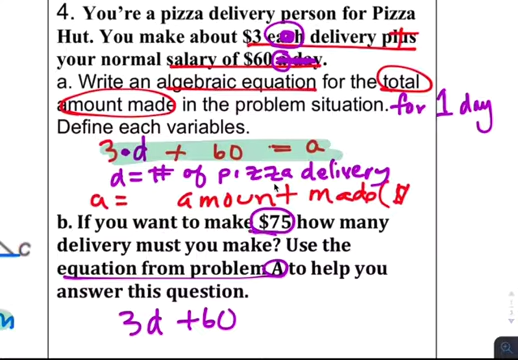 4. You're a pizza delivery person for Pizza
Hut. You make about $3 each delivery plus
your normal salary of $60 a day.
a. Write an algebraic equation for the total
amount made in the problem situation. for 1 day
Define each variables.
3•d + 60 = a
d = # of pizza delivery
a = amount made ($
b. If you want to make $75 how many
delivery must you make? Use the
equation from problem A to help you
answer this question.
3d +60